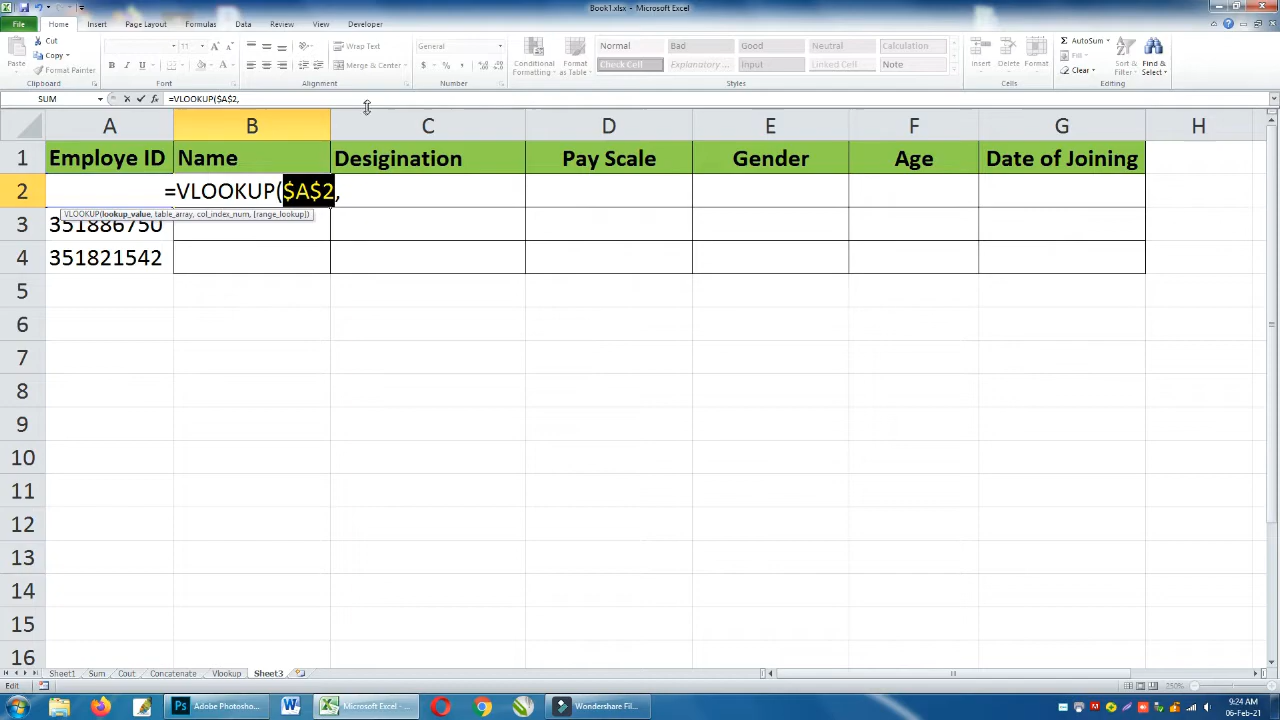 Book1.xlsx - Microsoft Excel
File Home Insert Page Layout Formulas Data Review View Developer
Paste Cut Copy Format Painter Clipboard
11 B I U A Font
Wrap Text Merge & Center Alignment
General $ % , Number
Conditional Formatting Format as Table Normal Bad Good Neutral Calculation
Check Cell Explanatory ... Input Linked Cell Note Styles
Insert Delete Format Cells
AutoSum Fill Clear Sort & Filter Find & Select Editing
SUM fx =VLOOKUP($A$2,
A B C D E F G H
1 Employe ID Name Desigination Pay Scale Gender Age Date of Joining
2 =VLOOKUP($A$2,
VLOOKUP(lookup_value, table_array, col_index_num, [range_lookup])
3 351886750
4 351821542
5
6
7
8
9
10
11
12
13
14
15
16
Sheet1 Sum Cout Concatenate Vlookup Sheet3
Edit 250%
Adobe Photosho... Microsoft Excel - ... Wondershare Fil... 9:24 AM
06-Feb-21